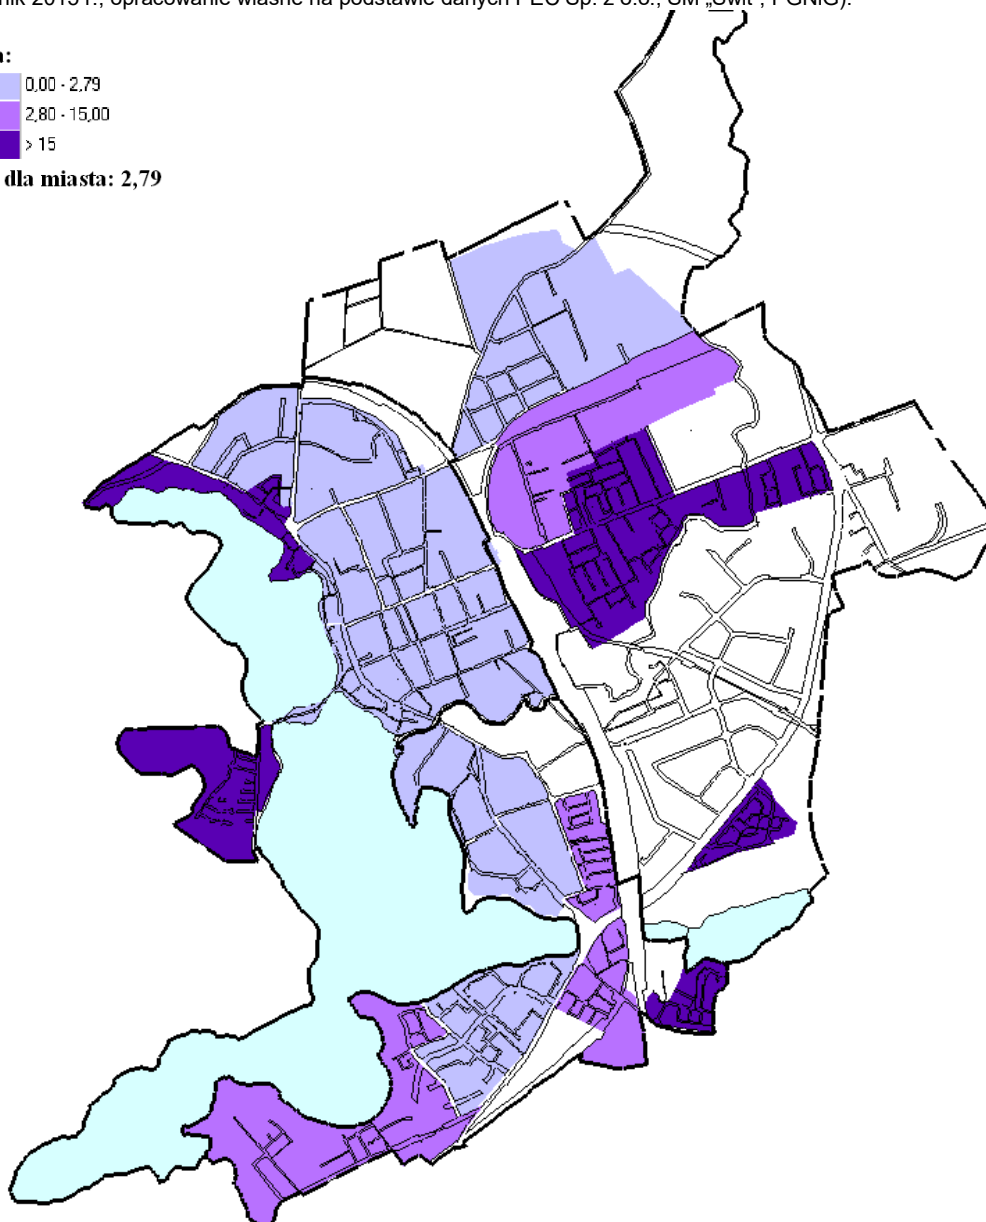 nik 2015 r., opracowanie własne na podstawie danych PEC Sp. z o.o., SM „Świt", PGNiG).
a:
0,00 - 2,79
2,80 - 15,00
> 15
dla miasta: 2,79